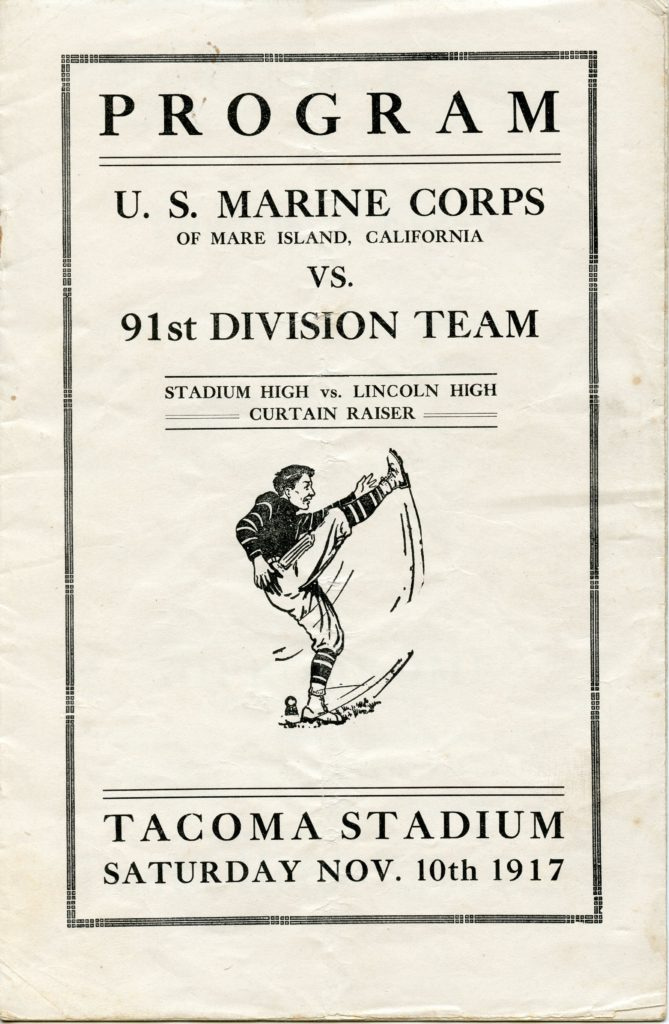 PROGRAM
U. S. MARINE CORPS
OF MARE ISLAND, CALIFORNIA
VS.
91st DIVISION TEAM
STADIUM HIGH vs. LINCOLN HIGH
CURTAIN RAISER
TACOMA STADIUM
SATURDAY NOV. 10th 1917